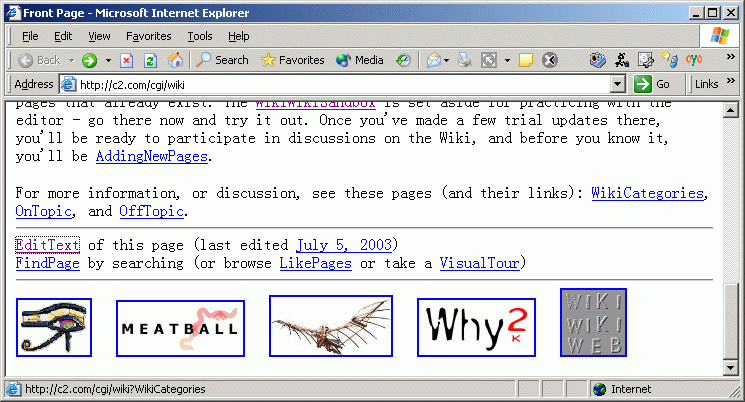 Front Page - Microsoft Internet Explorer
File Edit View Favorites Tools Help
Back Search Favorites Media
Address http://c2.com/cgi/wiki Go Links »
pages that already exist. The WikiWikiSandbox is set aside for practicing with the
editor - go there now and try it out. Once you've made a few trial updates there,
you'll be ready to participate in discussions on the Wiki, and before you know it,
you'll be AddingNewPages.
For more information, or discussion, see these pages (and their links): WikiCategories,
OnTopic, and OffTopic.
EditText of this page (last edited July 5, 2003)
FindPage by searching (or browse LikePages or take a VisualTour)
MEATBALL
Why2
K
WIKI
WIKI
WEB
http://c2.com/cgi/wiki?WikiCategories Internet